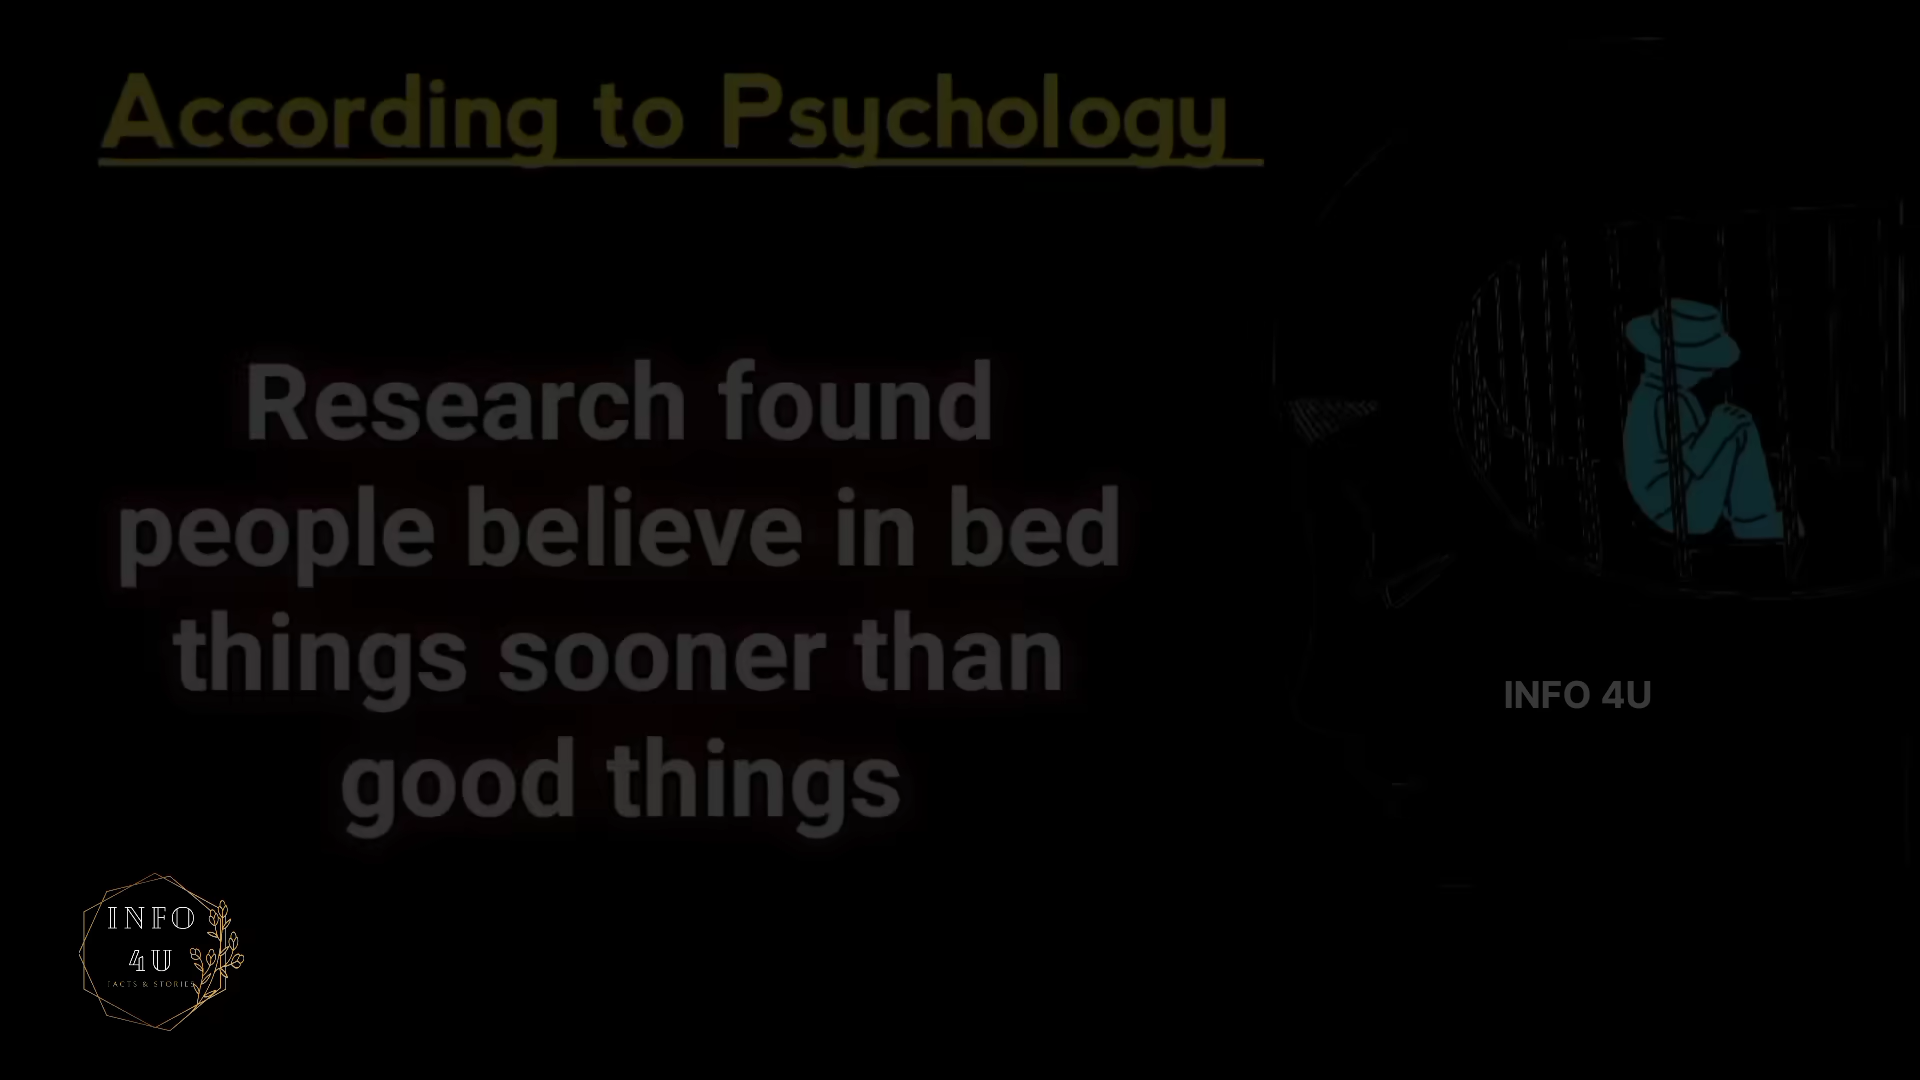 According to Psychology
Research found
people believe in bed
things sooner than
good things
INFO 4U
INFO
4U
FACTS & STORIES